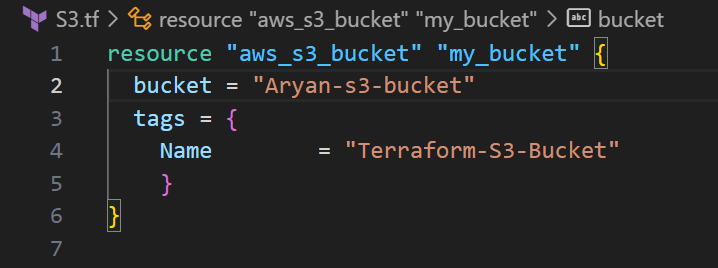 S3.tf > resource "aws_s3_bucket" "my_bucket" > bucket
1 resource "aws_s3_bucket" "my_bucket" {
2   bucket = "Aryan-s3-bucket"
3   tags = {
4     Name        = "Terraform-S3-Bucket"
5     }
6 }
7